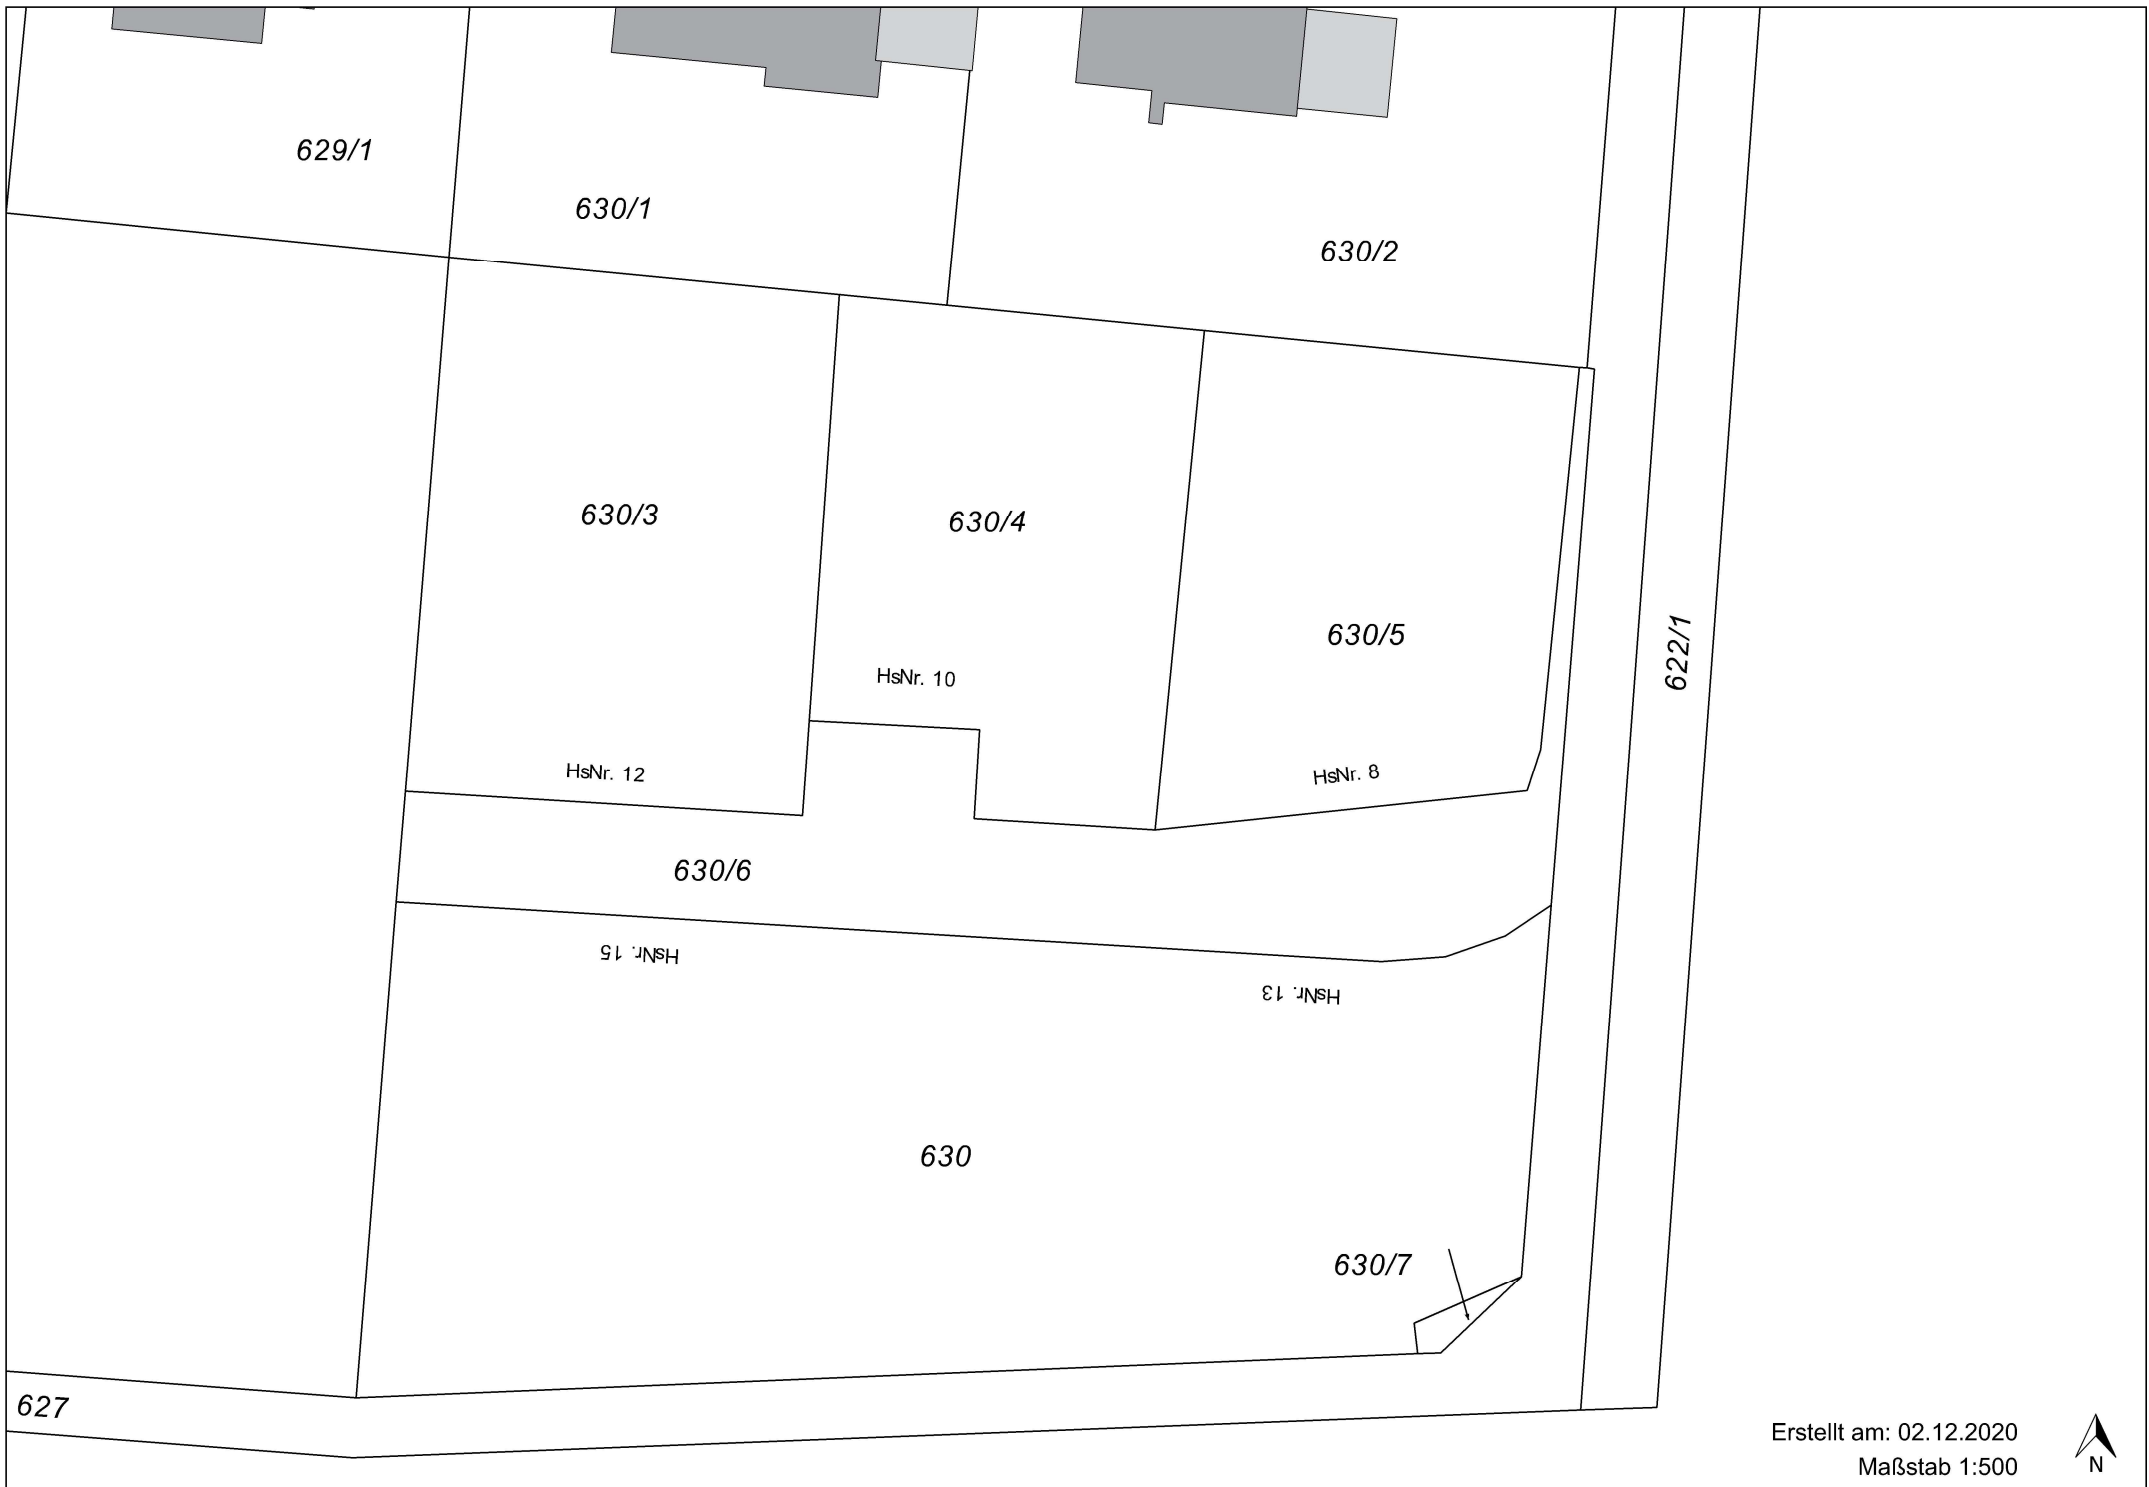 629/1
630/1
630/2
630/3
630/4
630/5
622/1
HsNr. 10
HsNr. 12
HsNr. 8
630/6
HsNr. 15
HsNr. 13
630
630/7
627
Erstellt am: 02.12.2020
Maßstab 1:500
N